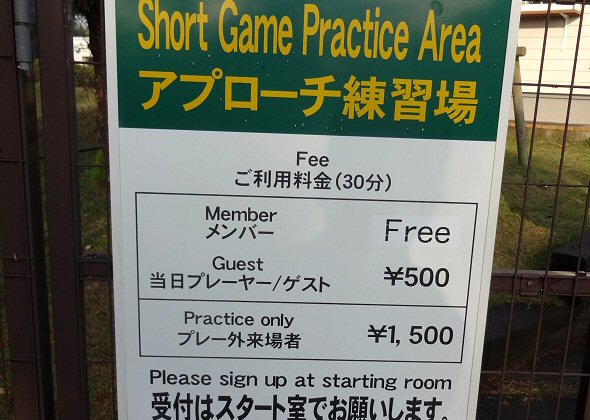 Short Game Practice Area
アプローチ練習場
Fee
ご利用料金(30分)
Member
メンバー
Free
Guest
当日プレーヤー/ゲスト
¥500
Practice only
プレー外来場者
¥1,500
Please sign up at starting room
受付はスタート室でお願いします。